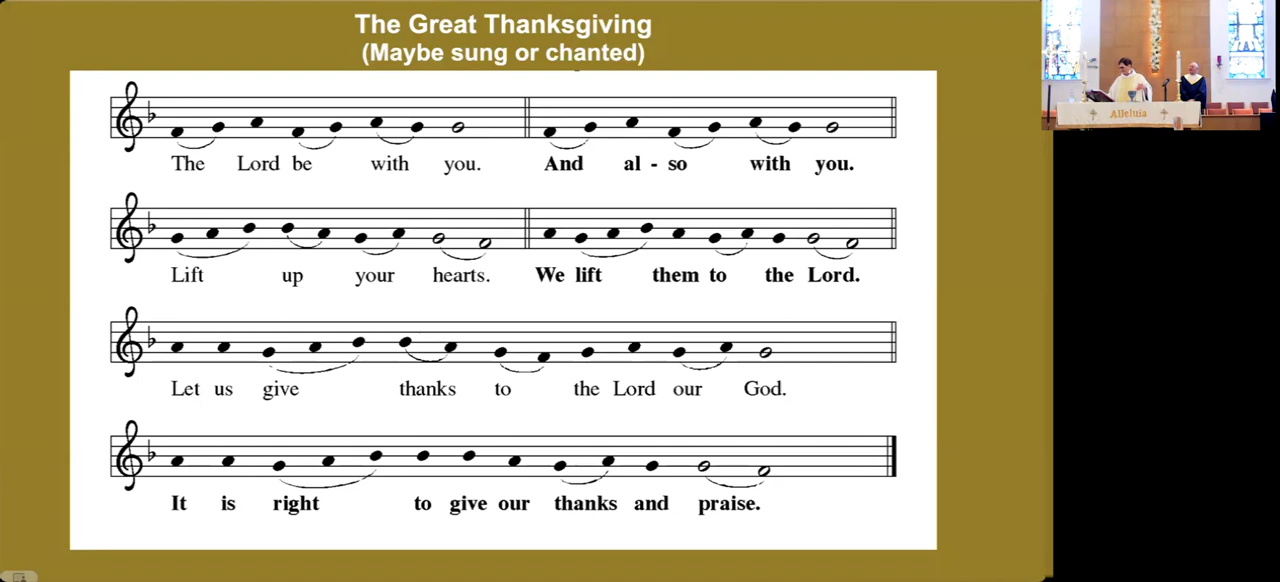 The Great Thanksgiving
(Maybe sung or chanted)
The Lord be with you. And al - so with you.
Lift up your hearts. We lift them to the Lord.
Let us give thanks to the Lord our God.
It is right to give our thanks and praise.
Alleluia